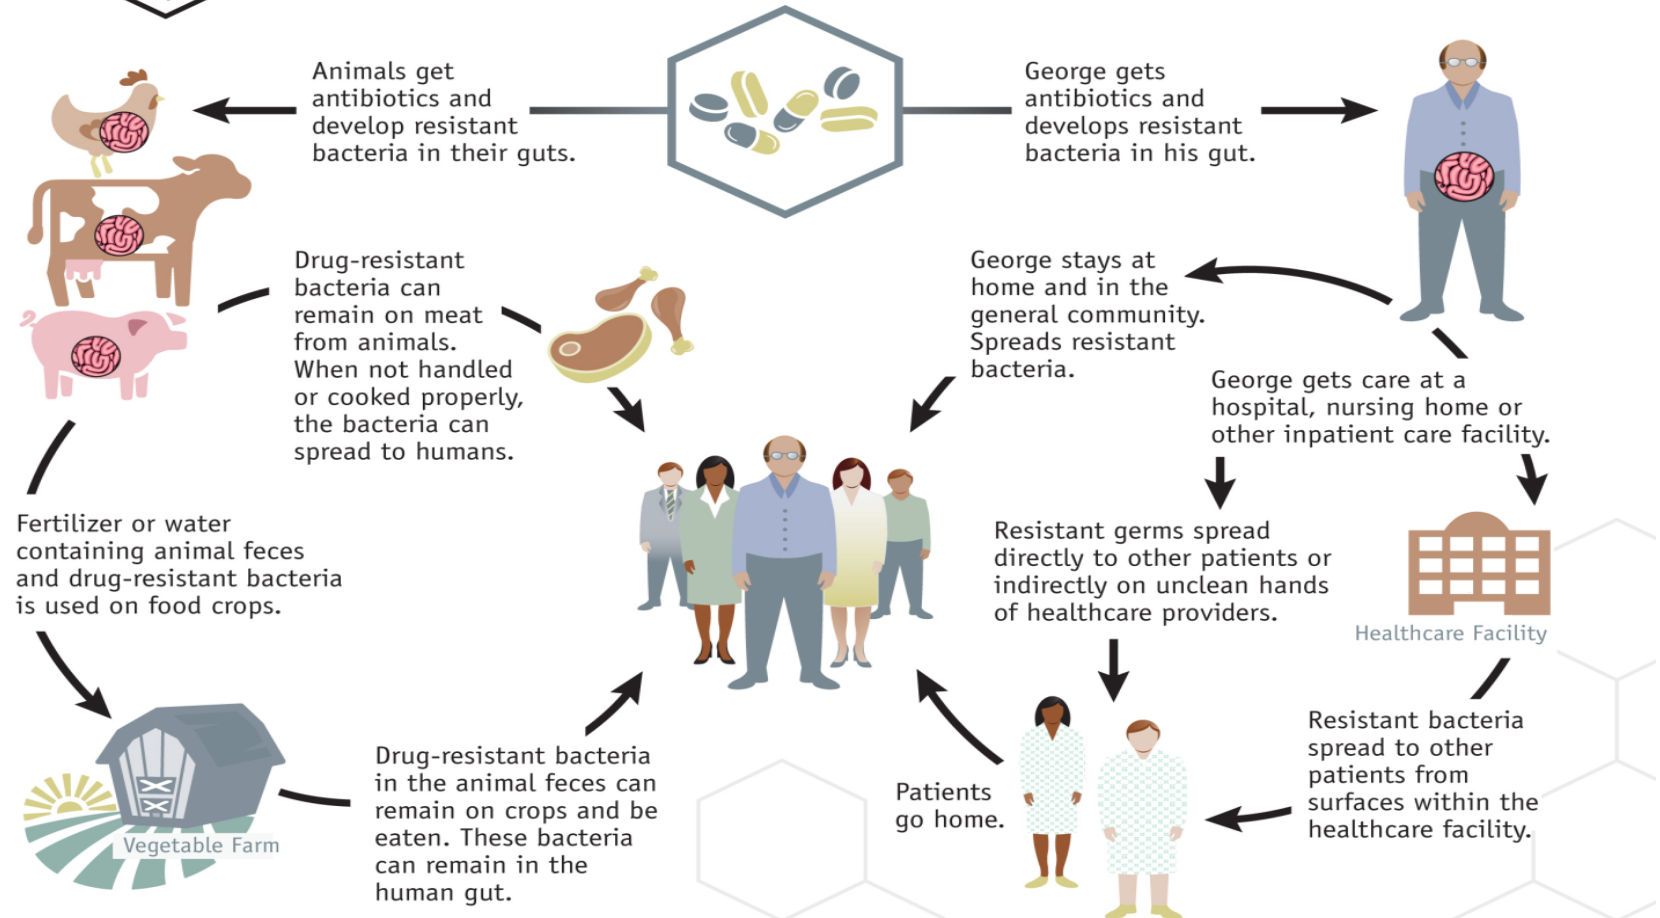 Animals get
antibiotics and
develop resistant
bacteria in their guts.
George gets
antibiotics and
develops resistant
bacteria in his gut.
Drug-resistant
bacteria can
remain on meat
from animals.
When not handled
or cooked properly,
the bacteria can
spread to humans.
George stays at
home and in the
general community.
Spreads resistant
bacteria.
George gets care at a
hospital, nursing home or
other inpatient care facility.
Fertilizer or water
containing animal feces
and drug-resistant bacteria
is used on food crops.
Resistant germs spread
directly to other patients or
indirectly on unclean hands
of healthcare providers.
Healthcare Facility
Vegetable Farm
Drug-resistant bacteria
in the animal feces can
remain on crops and be
eaten. These bacteria
can remain in the
human gut.
Patients
go home.
Resistant bacteria
spread to other
patients from
surfaces within the
healthcare facility.